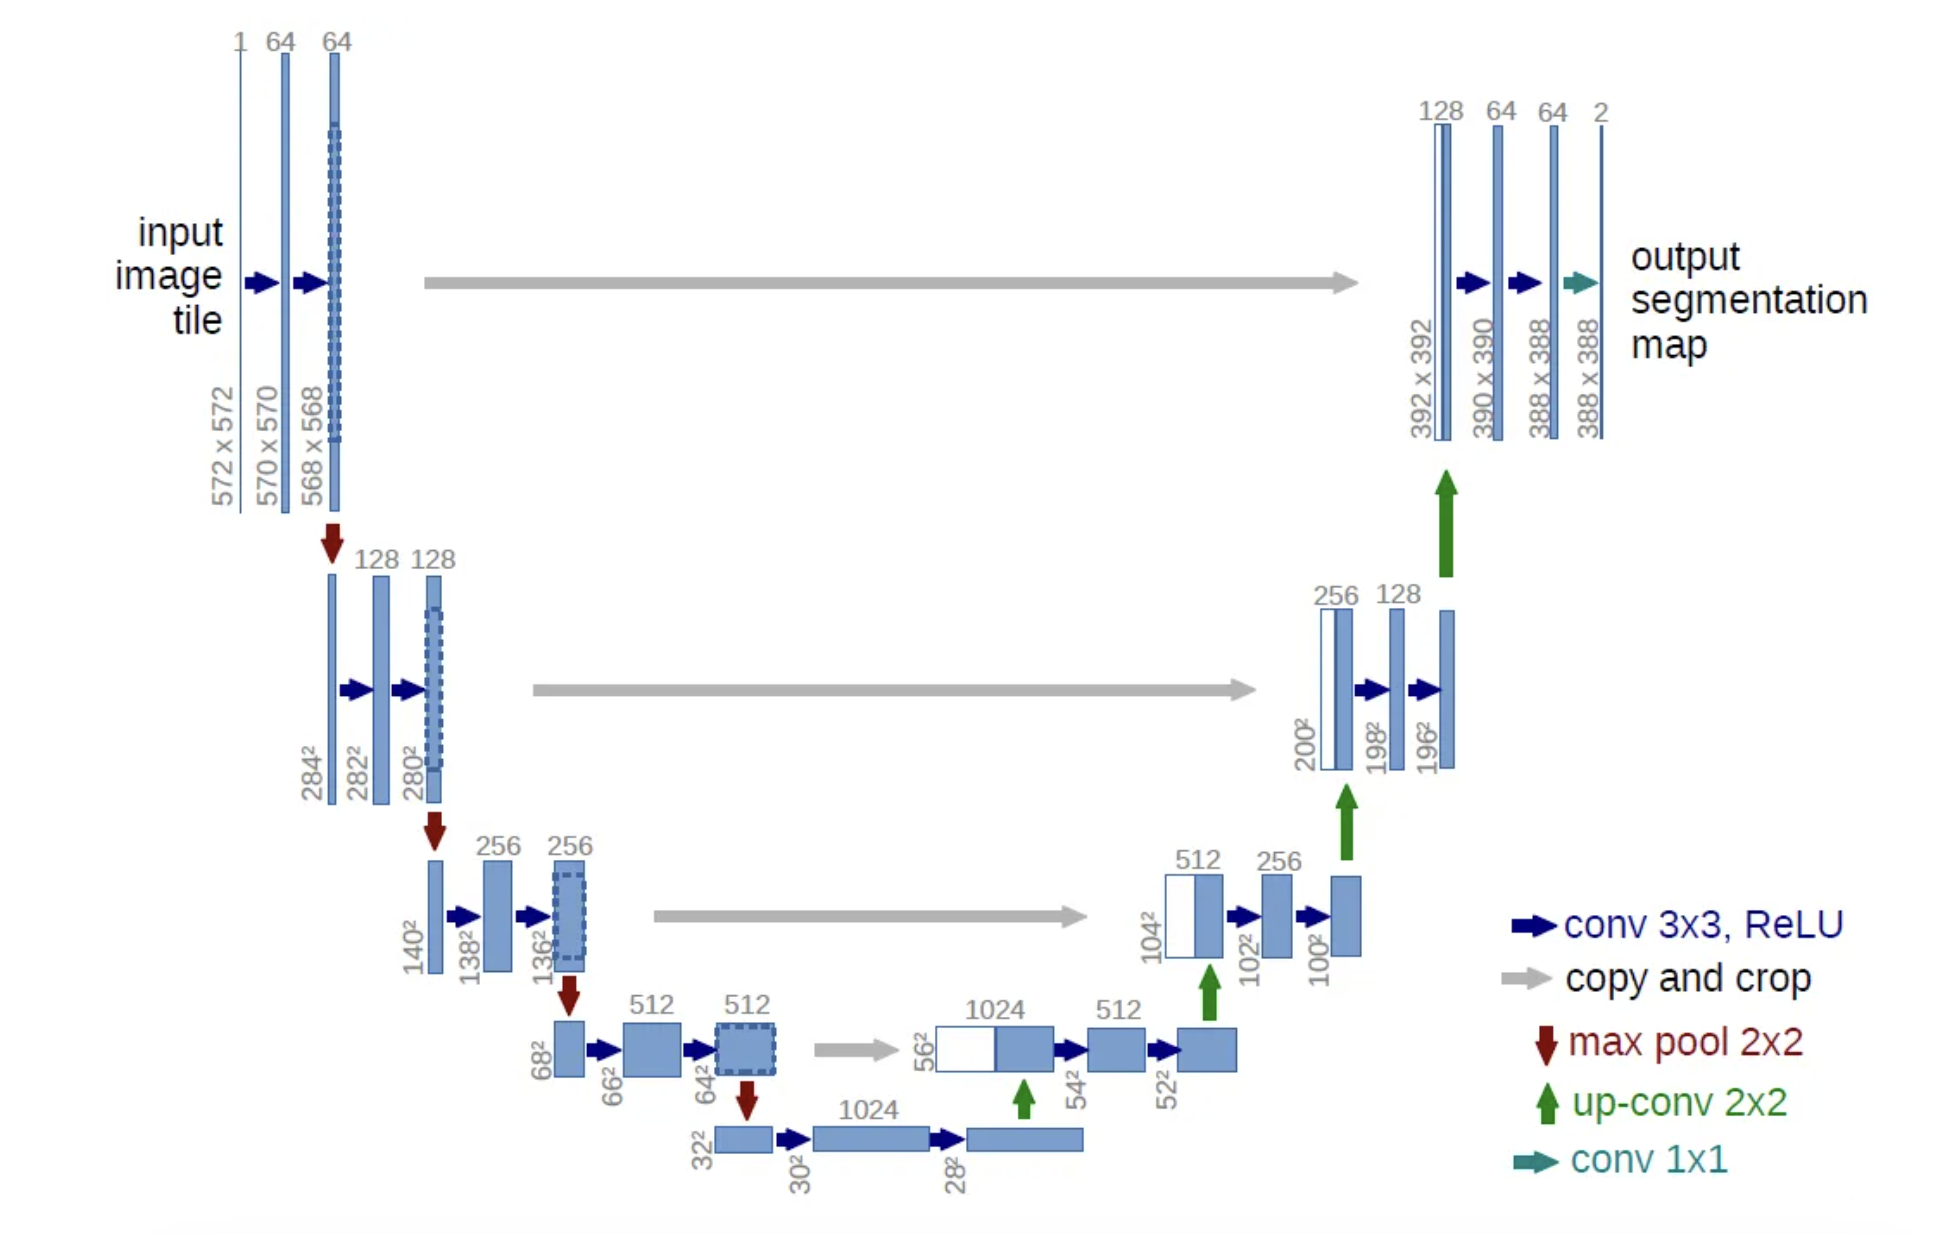 1 64 64
input
image
tile
572 x 572
570 x 570
568 x 568
128 64 64 2
392 x 392
390 x 390
388 x 388
388 x 388
output
segmentation
map
128 128
284²
282²
280²
256 128
200²
198²
196²
256 256
140²
138²
136²
512 256
104²
102²
100²
512 512
68²
66²
64²
1024 512
56²
54²
52²
1024
32²
30²
28²
conv 3x3, ReLU
copy and crop
max pool 2x2
up-conv 2x2
conv 1x1